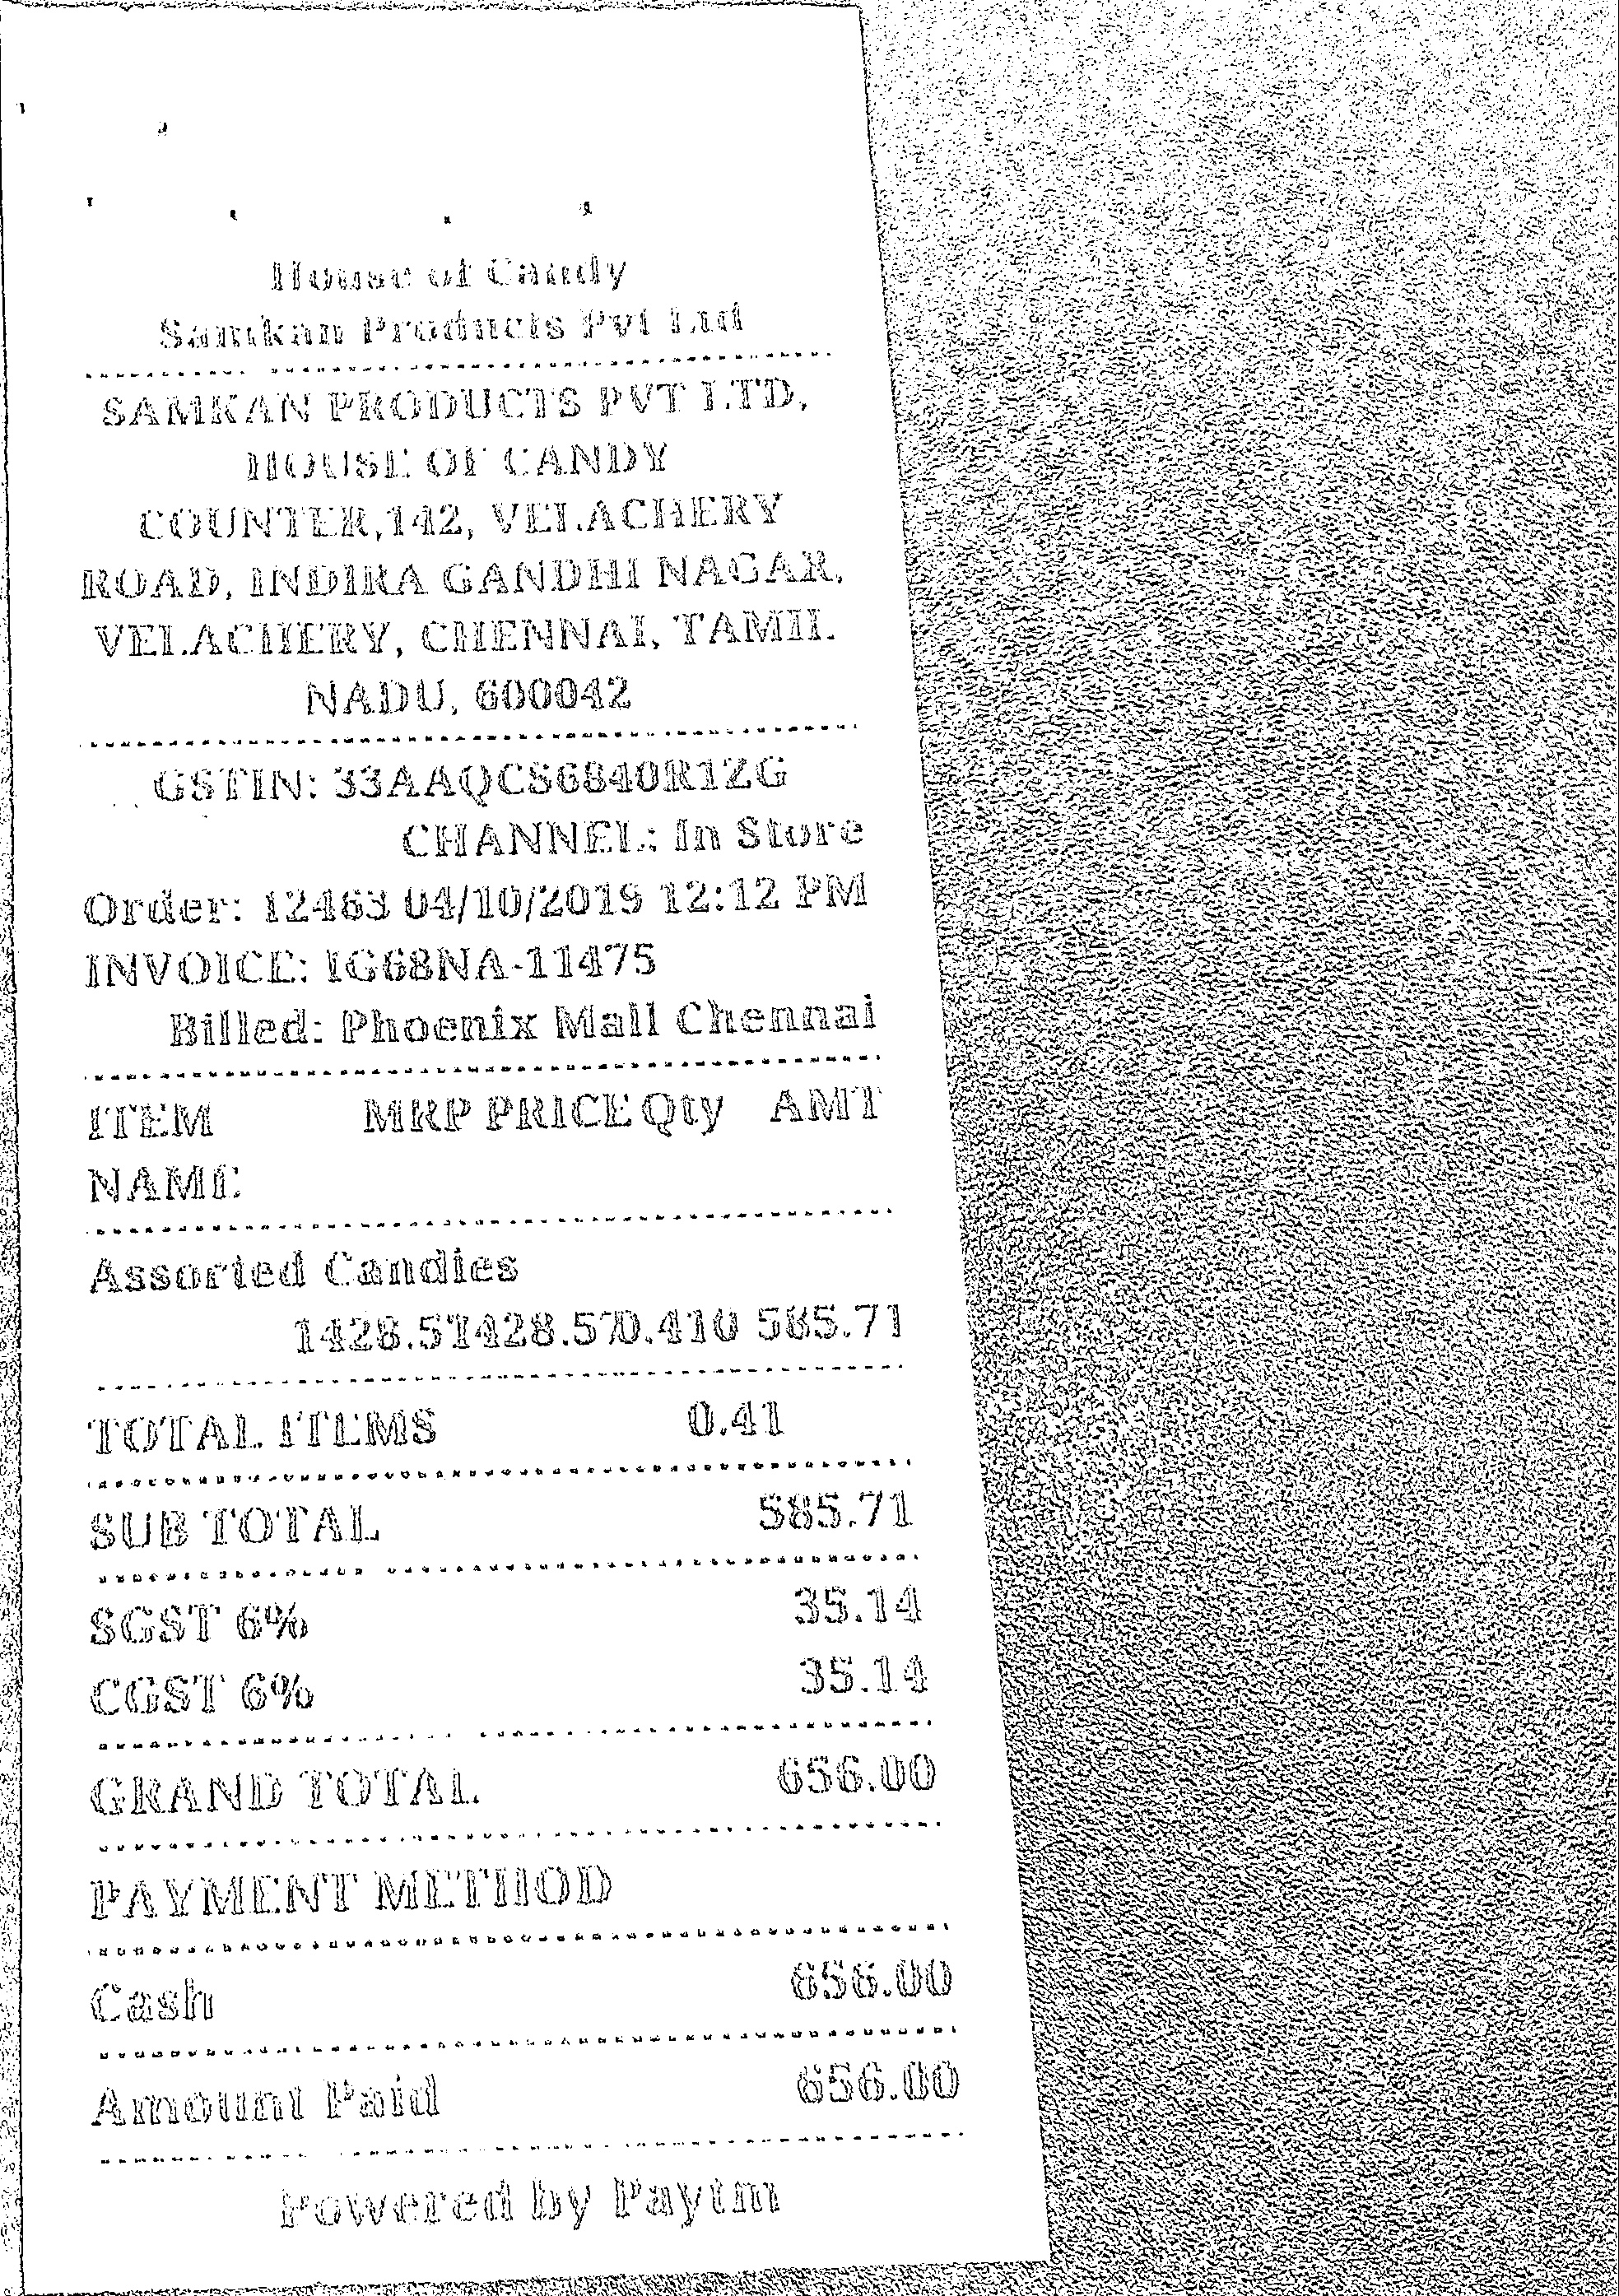 House of Candy
Samkan Products Pvt Ltd
SAMKAN PRODUCTS PVT LTD,
HOUSE OF CANDY
COUNTER,142, VELACHERY
ROAD, INDIRA GANDHI NAGAR,
VELACHERY, CHENNAI, TAMIL
NADU, 600042
GSTIN: 33AAQCS6840R1ZG
CHANNEL: In Store
Order: 12463 04/10/2019 12:12 PM
INVOICE: IG68NA-11475
Billed: Phoenix Mall Chennai
ITEM MRP PRICE Qty AMT
NAME
Assorted Candies
1428.57 1428.57 0.410 585.71
TOTAL ITEMS 0.41
SUB TOTAL 585.71
SGST 6% 35.14
CGST 6% 35.14
GRAND TOTAL 656.00
PAYMENT METHOD
Cash 656.00
Amount Paid 656.00
Powered by Paytm